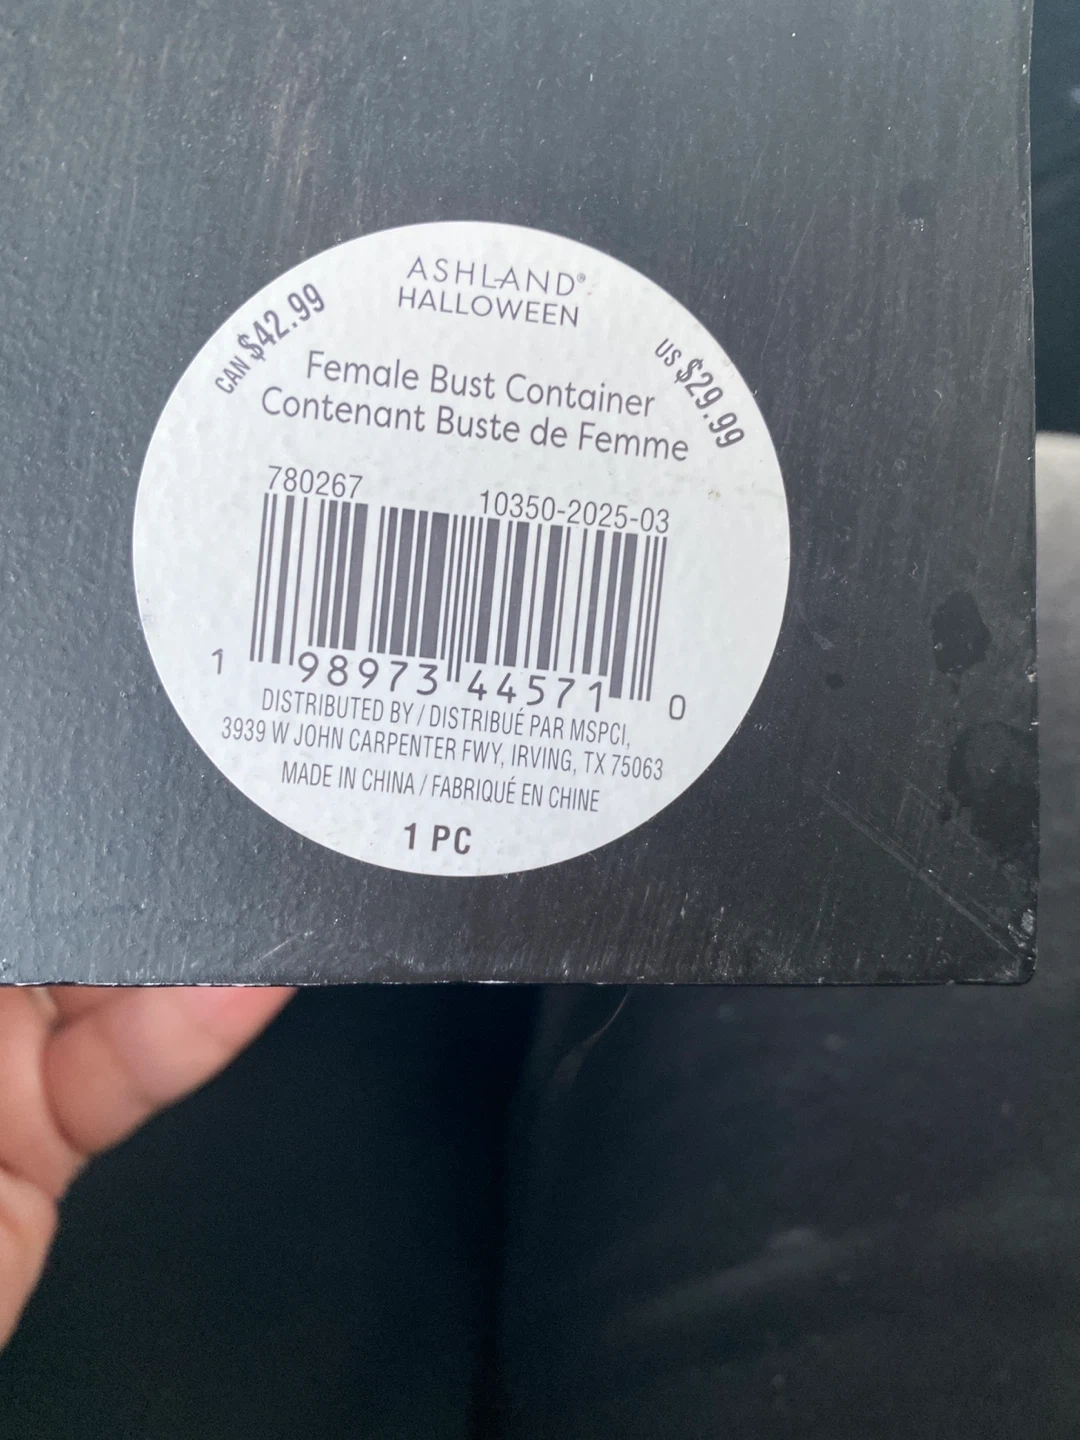 ASHLAND®
HALLOWEEN
CAN $42.99
US $29.99
Female Bust Container
Contenant Buste de Femme
780267
10350-2025-03
1 98973 44571 0
DISTRIBUTED BY / DISTRIBUÉ PAR MSPCI,
3939 W JOHN CARPENTER FWY, IRVING, TX 75063
MADE IN CHINA / FABRIQUÉ EN CHINE
1 PC